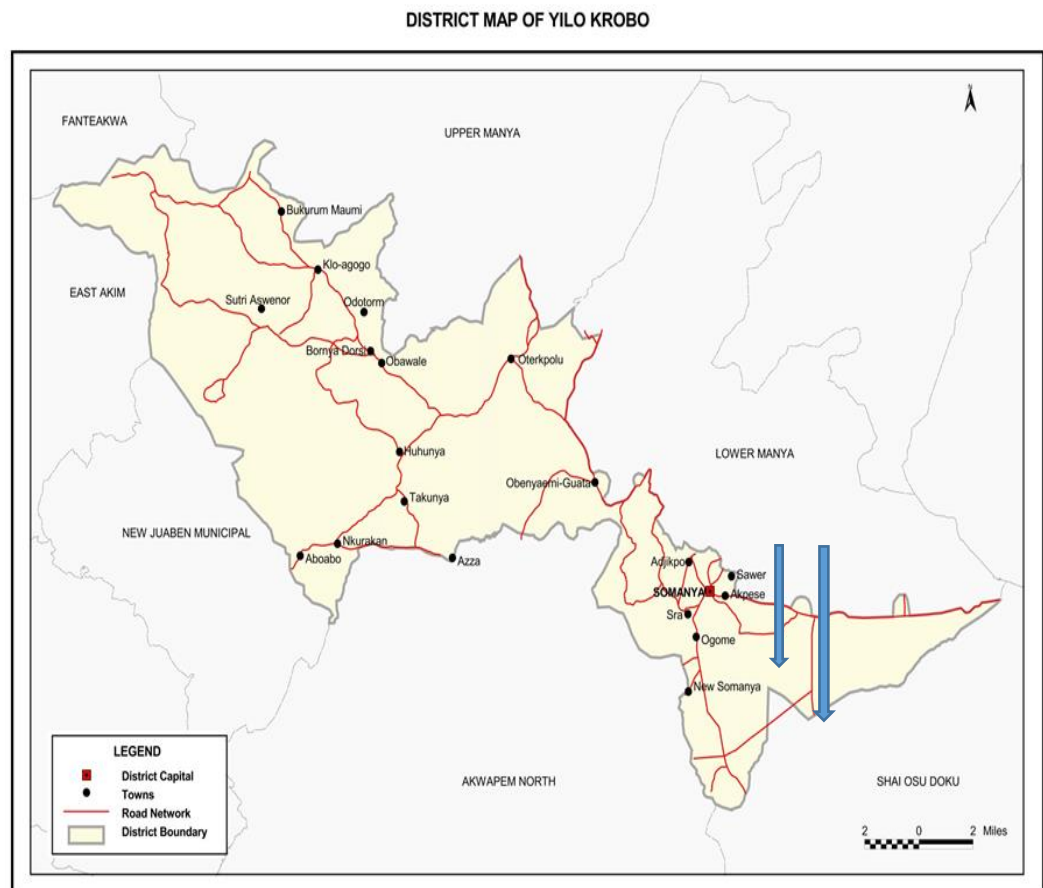 DISTRICT MAP OF YILO KROBO
FANTEAKWA
UPPER MANYA
N
Bukurum Maumi
Klo-agogo
EAST AKIM
Sutri Aswenor
Odotorm
Bornya Dorsi
Obawale
Oterkpolu
Huhunya
LOWER MANYA
Obenyaemi-Guata
Takunya
NEW JUABEN MUNICIPAL
Nkurakan
Aboabo
Azza
Adjikpo
Sawer
SOMANYA
Akpese
Sra
Ogome
New Somanya
LEGEND
District Capital
Towns
Road Network
District Boundary
AKWAPEM NORTH
SHAI OSU DOKU
2 0 2 Miles